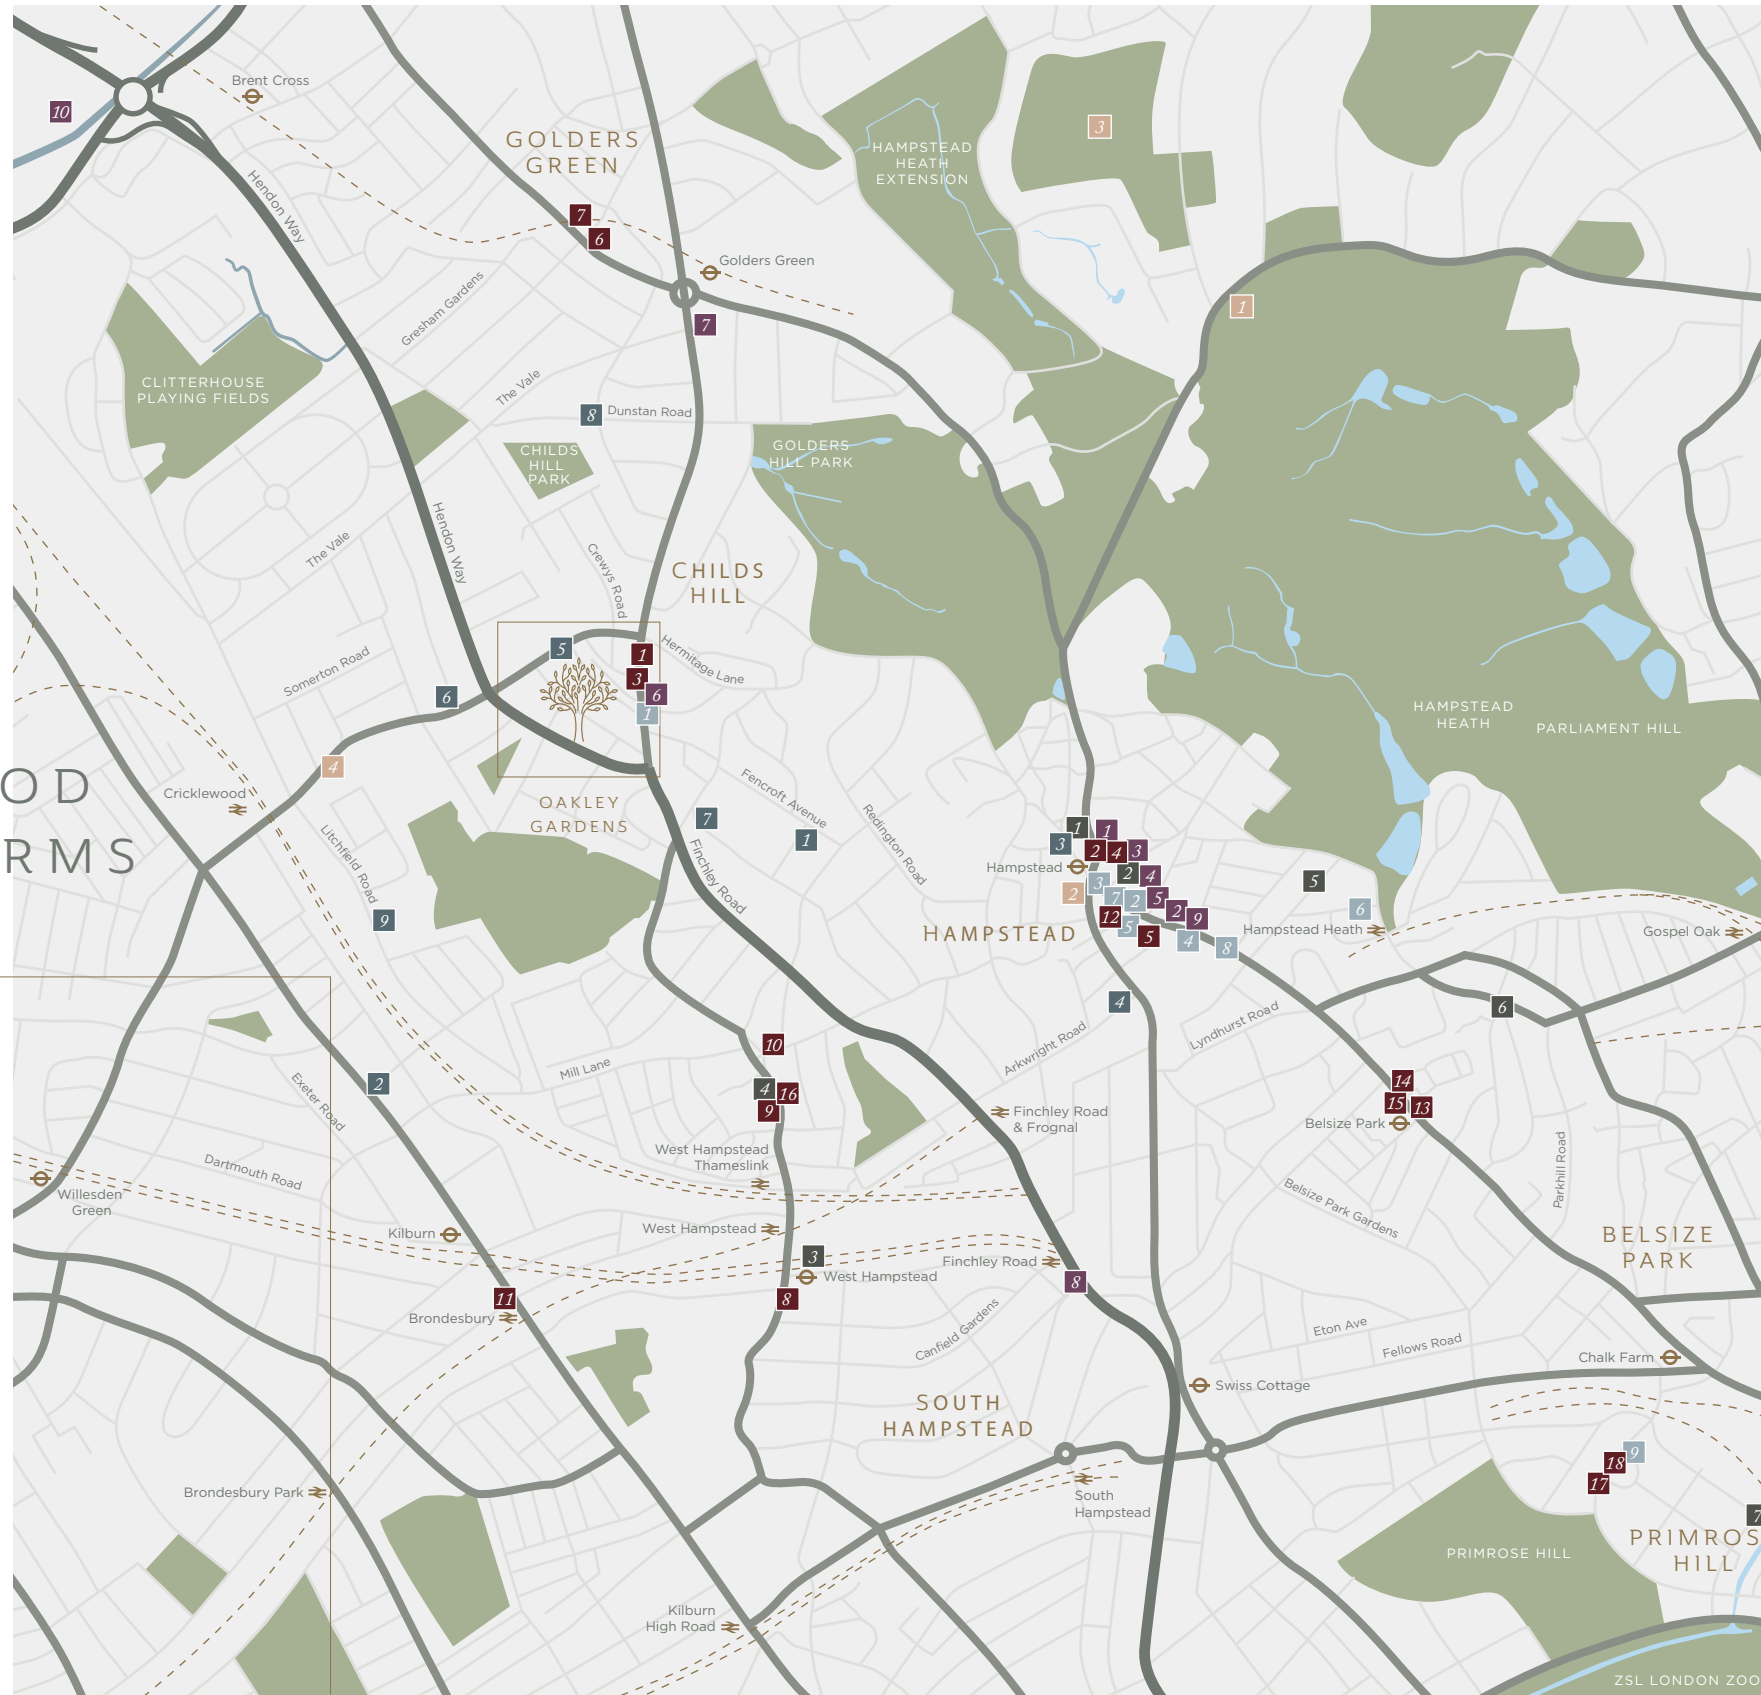 Brent Cross
10
GOLDERS
GREEN
HAMPSTEAD
HEATH
EXTENSION
3
Hendon Way
7
6
Golders Green
1
Gresham Gardens
7
CLITTERHOUSE
PLAYING FIELDS
The Vale
8
Dunstan Road
CHILDS
HILL
PARK
GOLDERS
HILL PARK
Hendon Way
The Vale
Crewys Road
CHILDS
HILL
5
1
Hermitage Lane
Somerton Road
3
6
6
1
HAMPSTEAD
HEATH
PARLIAMENT HILL
4
OD
RMS
Cricklewood
OAKLEY
GARDENS
Fencroft Avenue
7
1
Redington Road
Litchfield Road
Finchley Road
9
1
1
3
2
4
3
Hampstead
2
4
3
2
7
2
5
2
9
12
5
5
4
8
HAMPSTEAD
5
6
Hampstead Heath
Gospel Oak
4
6
Lyndhurst Road
Arkwright Road
10
Mill Lane
2
Exeter Road
4
16
9
14
15
13
Belsize Park
Finchley Road
& Frognal
West Hampstead
Thameslink
Dartmouth Road
Willesden
Green
Parkhill Road
Belsize Park Gardens
West Hampstead
Kilburn
BELSIZE
PARK
3
West Hampstead
Finchley Road
8
11
8
Brondesbury
Canfield Gardens
Eton Ave
Fellows Road
Chalk Farm
Swiss Cottage
SOUTH
HAMPSTEAD
9
18
17
Brondesbury Park
South
Hampstead
7
PRIMROS
HILL
PRIMROSE HILL
Kilburn
High Road
ZSL LONDON ZOO